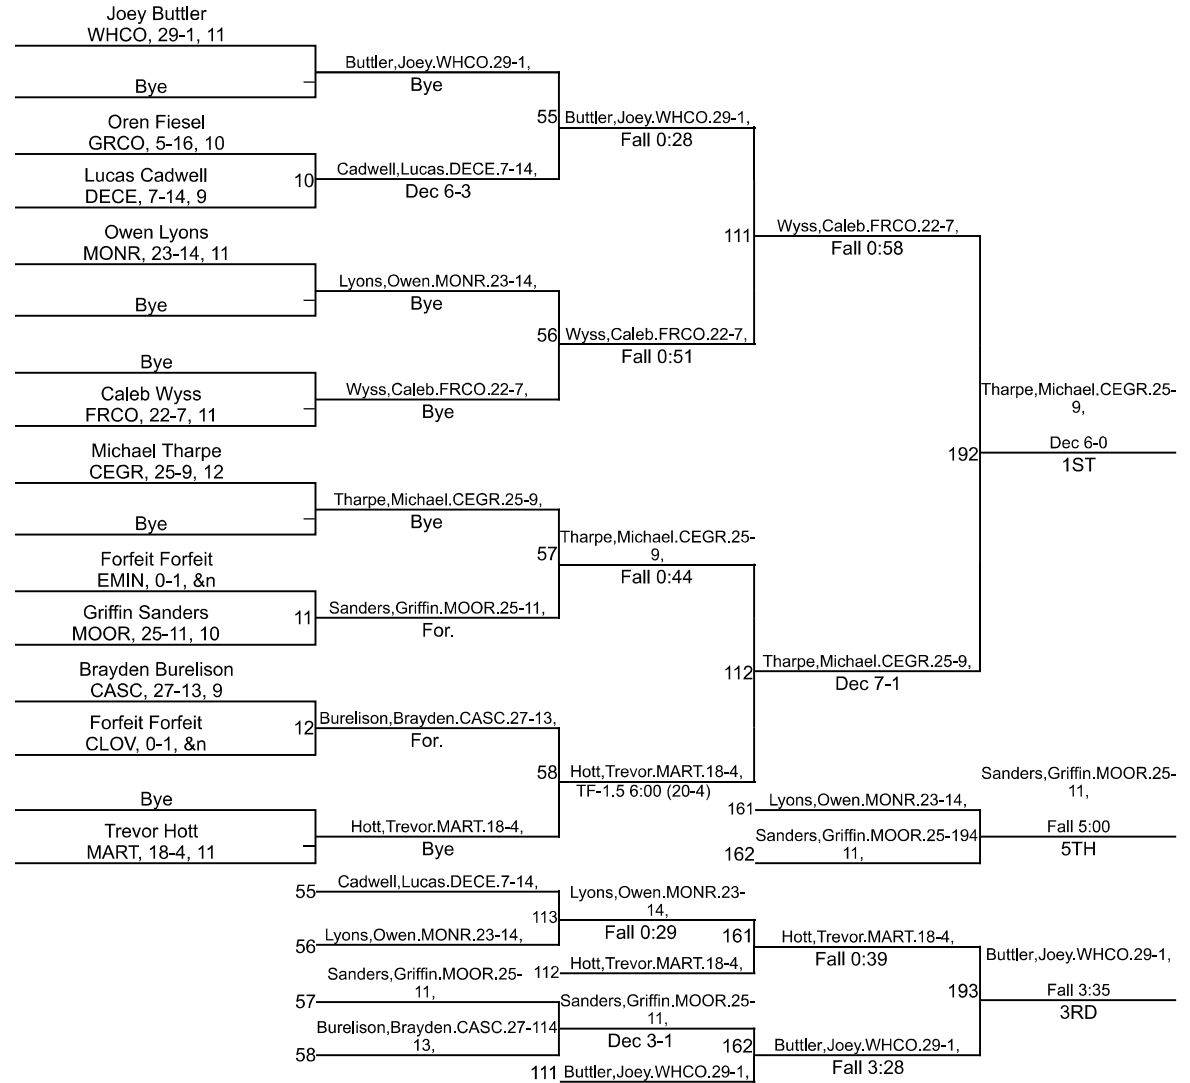 Joey Buttler
WHCO, 29-1, 11
Buttler,Joey.WHCO.29-1,
Bye
Bye
55
Buttler,Joey.WHCO.29-1,
Fall 0:28
Oren Fiesel
GRCO, 5-16, 10
Lucas Cadwell
DECE, 7-14, 9
10
Cadwell,Lucas.DECE.7-14,
Dec 6-3
111
Wyss,Caleb.FRCO.22-7,
Fall 0:58
Owen Lyons
MONR, 23-14, 11
Lyons,Owen.MONR.23-14,
Bye
Bye
56
Wyss,Caleb.FRCO.22-7,
Fall 0:51
Bye
Caleb Wyss
FRCO, 22-7, 11
Wyss,Caleb.FRCO.22-7,
Bye
Tharpe,Michael.CEGR.25-
9,
192
Dec 6-0
1ST
Michael Tharpe
CEGR, 25-9, 12
Tharpe,Michael.CEGR.25-9,
Bye
Bye
57
Tharpe,Michael.CEGR.25-
9,
Fall 0:44
Forfeit Forfeit
EMIN, 0-1, &n
Griffin Sanders
MOOR, 25-11, 10
11
Sanders,Griffin.MOOR.25-11,
For.
112
Tharpe,Michael.CEGR.25-9,
Dec 7-1
Brayden Burelison
CASC, 27-13, 9
Forfeit Forfeit
CLOV, 0-1, &n
12
Burelison,Brayden.CASC.27-13,
For.
58
Hott,Trevor.MART.18-4,
TF-1.5 6:00 (20-4)
Bye
Trevor Hott
MART, 18-4, 11
Hott,Trevor.MART.18-4,
Bye
161
Lyons,Owen.MONR.23-14,
162
Sanders,Griffin.MOOR.25-194
11,
Sanders,Griffin.MOOR.25-
11,
Fall 5:00
5TH
55
Cadwell,Lucas.DECE.7-14,
56
Lyons,Owen.MONR.23-14,
113
Lyons,Owen.MONR.23-
14,
Fall 0:29
112
Hott,Trevor.MART.18-4,
161
Hott,Trevor.MART.18-4,
Fall 0:39
57
Sanders,Griffin.MOOR.25-
11,
58
Burelison,Brayden.CASC.27-114
13,
Sanders,Griffin.MOOR.25-
11,
Dec 3-1
111
Buttler,Joey.WHCO.29-1,
162
Buttler,Joey.WHCO.29-1,
Fall 3:28
193
Buttler,Joey.WHCO.29-1,
Fall 3:35
3RD